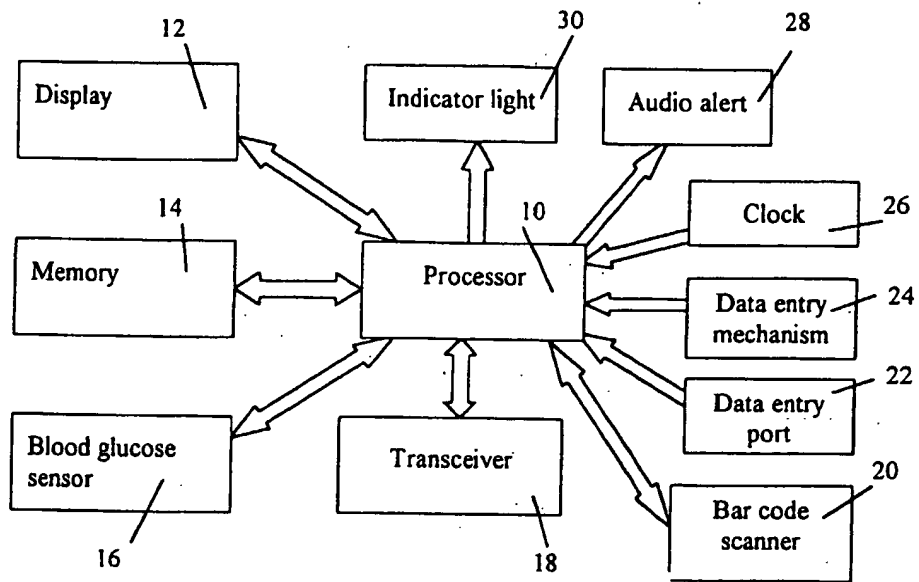 12
30
28
Display
Indicator light
Audio alert
14
10
26
Clock
Memory
Processor
24
Data entry
mechanism
22
Data entry
port
Blood glucose
sensor
Transceiver
20
Bar code
scanner
16
18